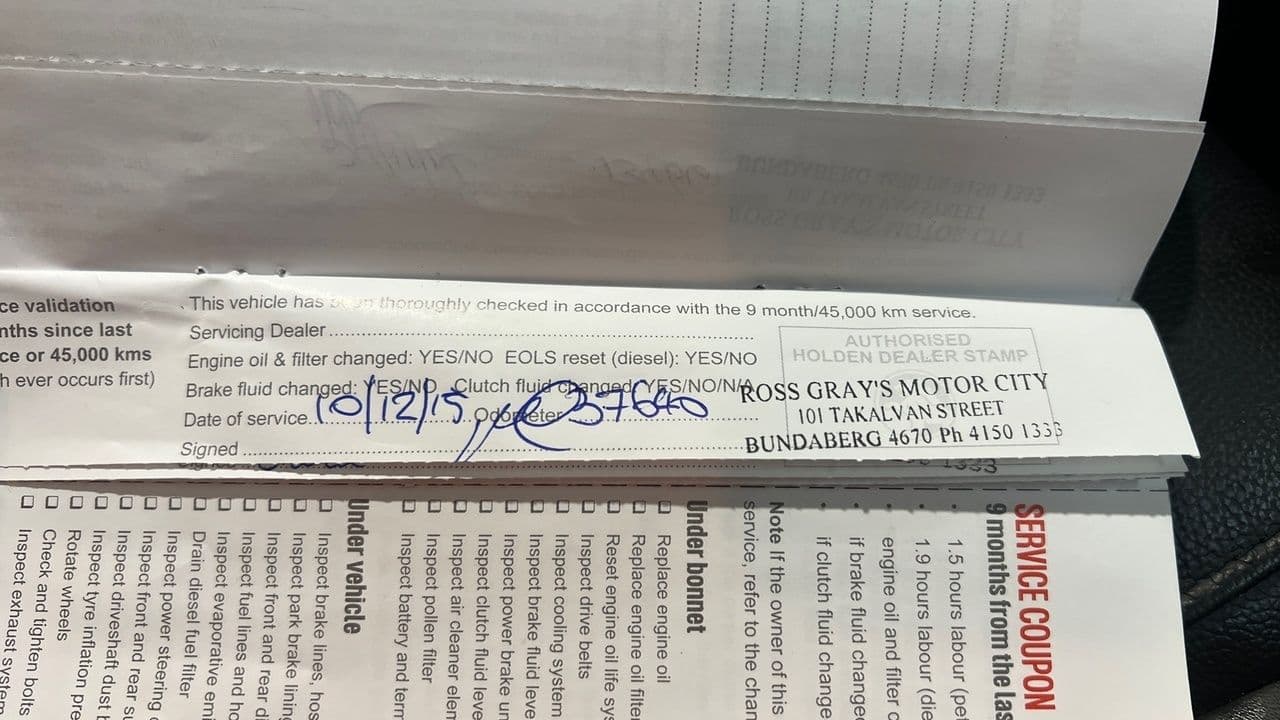 ce validation
nths since last
ce or 45,000 kms
h ever occurs first)
This vehicle has been thoroughly checked in accordance with the 9 month/45,000 km service.
Servicing Dealer
Engine oil & filter changed: YES/NO EOLS reset (diesel): YES/NO
Brake fluid changed: YES/NO Clutch fluid changed: YES/NO/N/A
Date of service 10/12/15 Odometer 37640
Signed
AUTHORISED
HOLDEN DEALER STAMP
ROSS GRAY'S MOTOR CITY
101 TAKALVAN STREET
BUNDABERG 4670 Ph 4150 1333
SERVICE COUPON
9 months from the las
1.5 hours labour (pet
1.9 hours labour (die
engine oil and filter c
if brake fluid change
if clutch fluid change
Note If the owner of this
service, refer to the chan
Under bonnet
Replace engine oil
Replace engine oil filter
Reset engine oil life sys
Inspect drive belts
Inspect cooling system
Inspect brake fluid leve
Inspect power brake un
Inspect clutch fluid leve
Inspect air cleaner elem
Inspect pollen filter
Inspect battery and term
Under vehicle
Inspect brake lines, hos
Inspect park brake lining
Inspect front and rear di
Inspect fuel lines and ho
Inspect evaporative emi
Drain diesel fuel filter
Inspect power steering
Inspect front and rear su
Inspect driveshaft dust b
Inspect tyre inflation pre
Rotate wheels
Check and tighten bolts
Inspect exhaust system